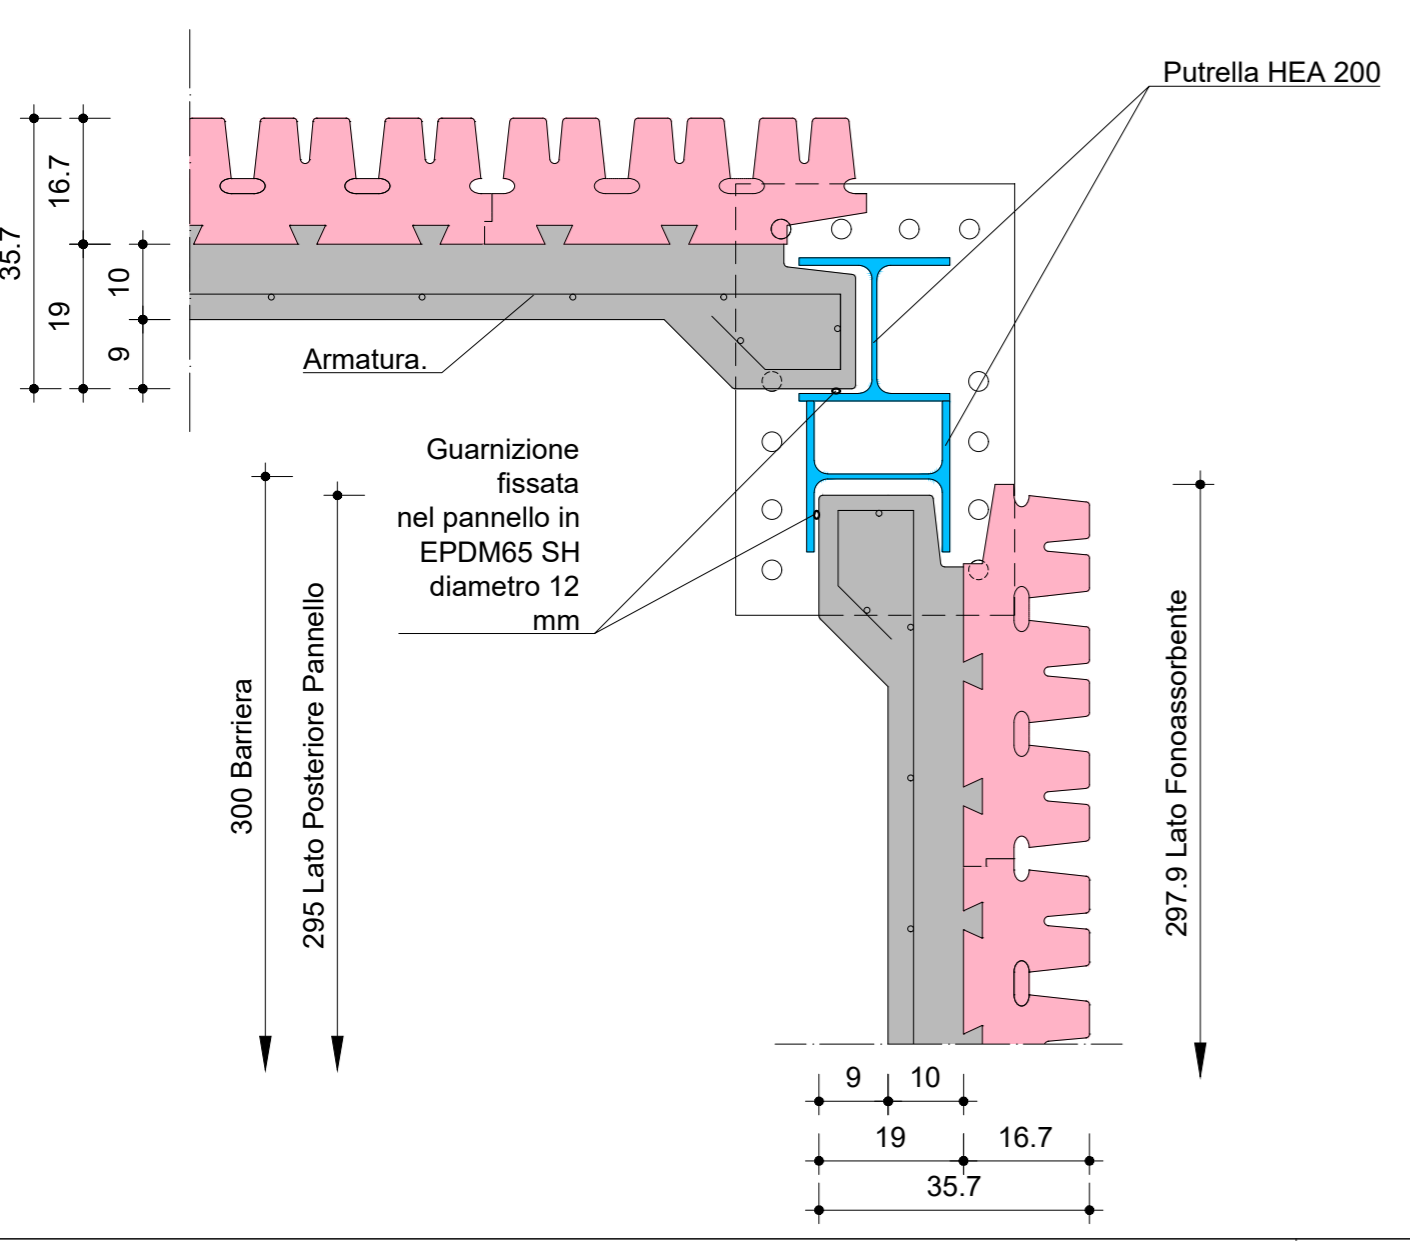 Putrella HEA 200
16.7
35.7
10
19
9
Armatura.
Guarnizione
fissata
nel pannello in
EPDM65 SH
diametro 12
mm
300 Barriera
295 Lato Posteriore Pannello
297.9 Lato Fonoassorbente
9
10
19
16.7
35.7